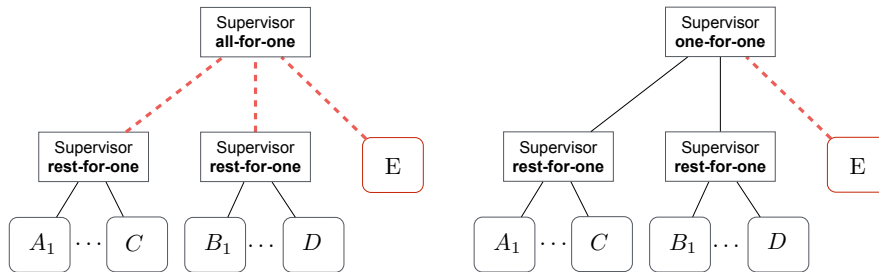 Supervisor
all-for-one
Supervisor
one-for-one
Supervisor
rest-for-one
Supervisor
rest-for-one
E
Supervisor
rest-for-one
Supervisor
rest-for-one
E
A₁ ⋯ C
B₁ ⋯ D
A₁ ⋯ C
B₁ ⋯ D